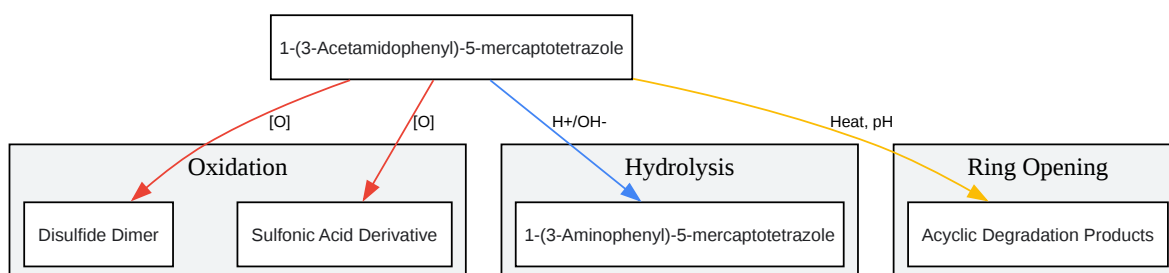 1-(3-Acetamidophenyl)-5-mercaptotetrazole
[O]
[O]
H+/OH-
Heat, pH
Oxidation
Hydrolysis
Ring Opening
Disulfide Dimer
Sulfonic Acid Derivative
1-(3-Aminophenyl)-5-mercaptotetrazole
Acyclic Degradation Products